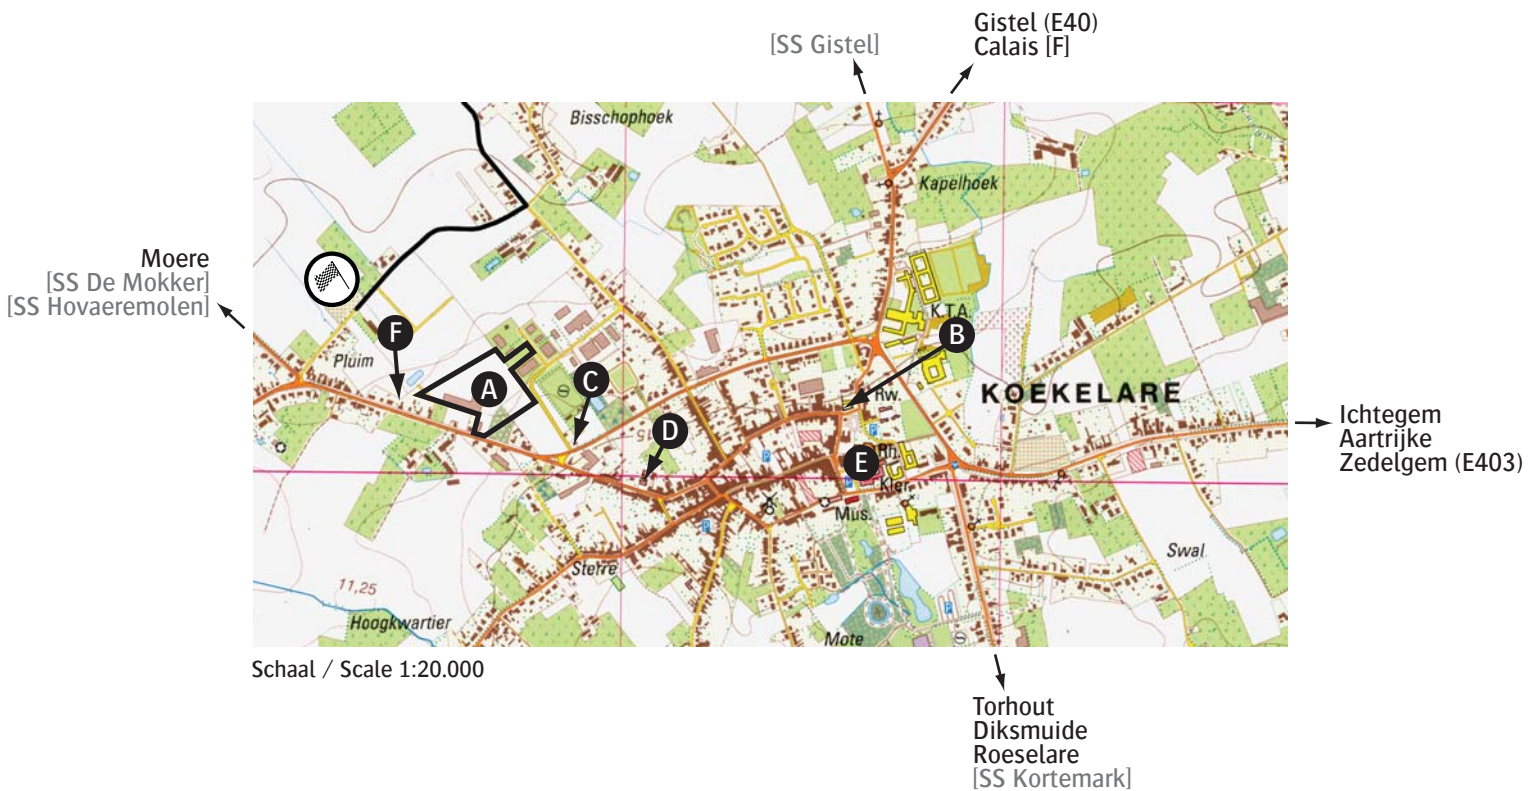 Gistel (E40)
Calais [F]
[SS Gistel]
Bisschophoek
Kapelhoek
Moere
[SS De Mokker]
[SS Hovaeremolen]
K.T.A.
F
Pluim
B
A
C
KOEKELARE
Rw.
Ichtegem
Aartrijke
Zedelgem (E403)
D
Rh.
E
Kler.
Mus.
Swal
Sterre
11,25
Hoogkwartier
Mote
Schaal / Scale 1:20.000
Torhout
Diksmuide
Roeselare
[SS Kortemark]